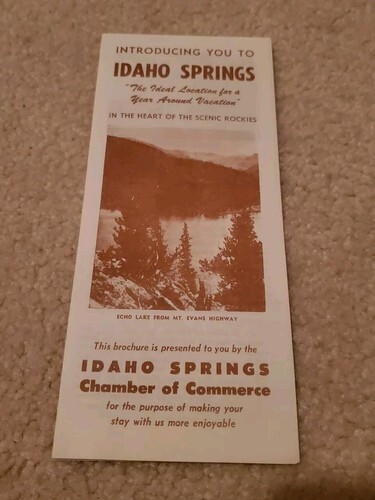 INTRODUCING YOU TO
IDAHO SPRINGS
"The Ideal Location for a
Year Around Vacation"
IN THE HEART OF THE SCENIC ROCKIES
ECHO LAKE FROM MT. EVANS HIGHWAY
This brochure is presented to you by the
IDAHO SPRINGS
Chamber of Commerce
for the purpose of making your
stay with us more enjoyable